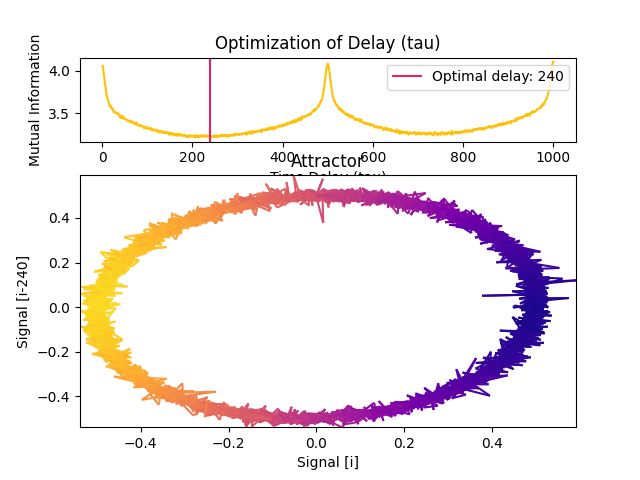 Optimization of Delay (tau)
Mutual Information
4.0
3.5
Optimal delay: 240
0 200 400 600 800 1000
Time Delay (tau)
Attractor
Signal [i-240]
0.4
0.2
0.0
−0.2
−0.4
−0.4 −0.2 0.0 0.2 0.4
Signal [i]